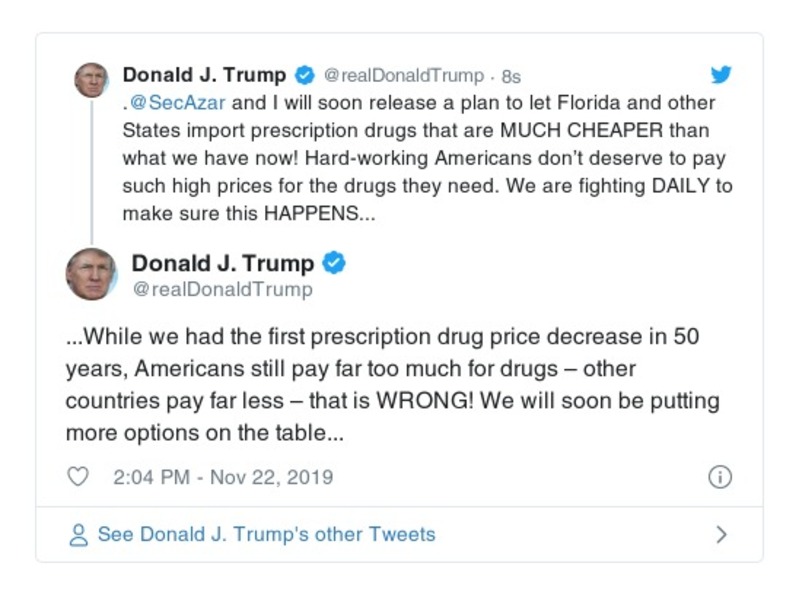 Donald J. Trump @realDonaldTrump · 8s
.@SecAzar and I will soon release a plan to let Florida and other
States import prescription drugs that are MUCH CHEAPER than
what we have now! Hard-working Americans don’t deserve to pay
such high prices for the drugs they need. We are fighting DAILY to
make sure this HAPPENS...
Donald J. Trump
@realDonaldTrump
...While we had the first prescription drug price decrease in 50
years, Americans still pay far too much for drugs – other
countries pay far less – that is WRONG! We will soon be putting
more options on the table...
2:04 PM - Nov 22, 2019
See Donald J. Trump's other Tweets